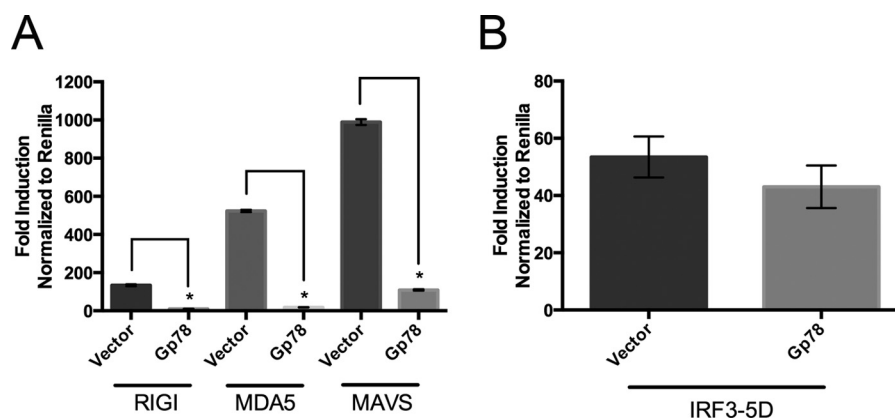 A
Fold Induction
Normalized to Renilla
1200
1000
800
600
400
200
0
*
*
*
Vector
Gp78
Vector
Gp78
Vector
Gp78
RIGI
MDA5
MAVS
B
Fold Induction
Normalized to Renilla
80
60
40
20
0
Vector
Gp78
IRF3-5D